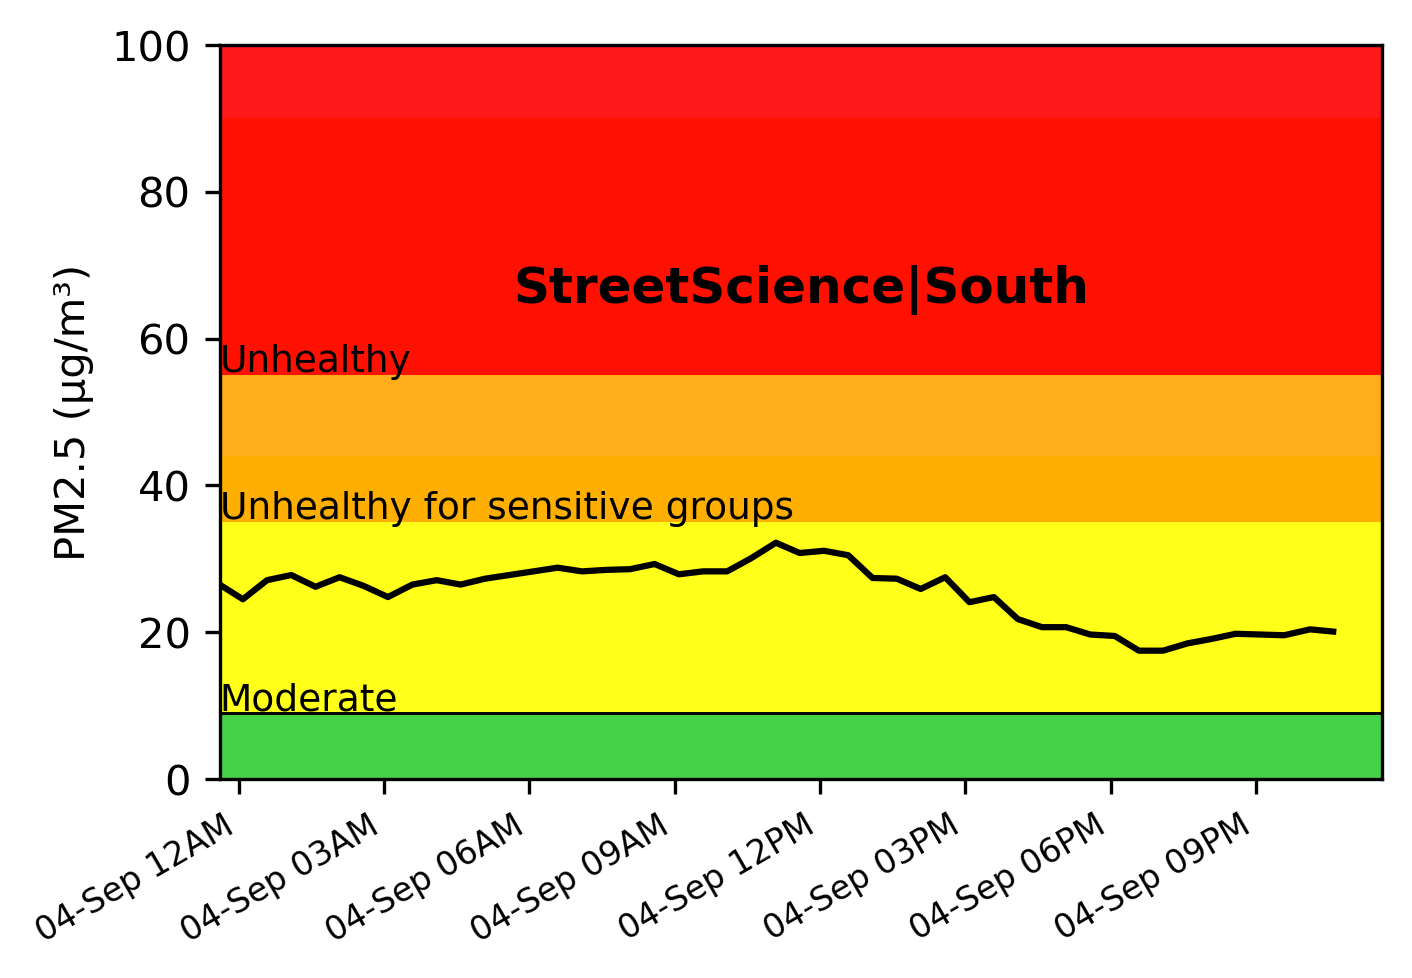 100
80
60
40
20
0
PM2.5 (µg/m³)
StreetScience|South
Unhealthy
Unhealthy for sensitive groups
Moderate
04-Sep 12AM
04-Sep 03AM
04-Sep 06AM
04-Sep 09AM
04-Sep 12PM
04-Sep 03PM
04-Sep 06PM
04-Sep 09PM